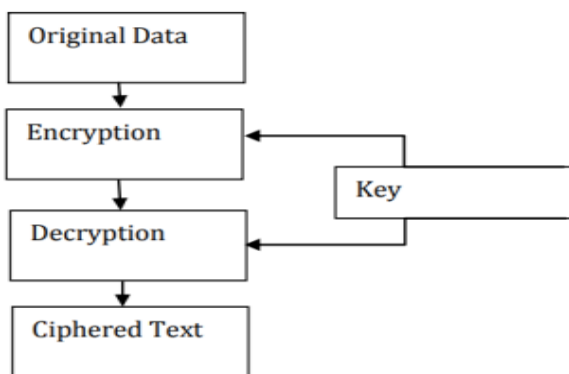 Original Data
Encryption
Key
Decryption
Ciphered Text